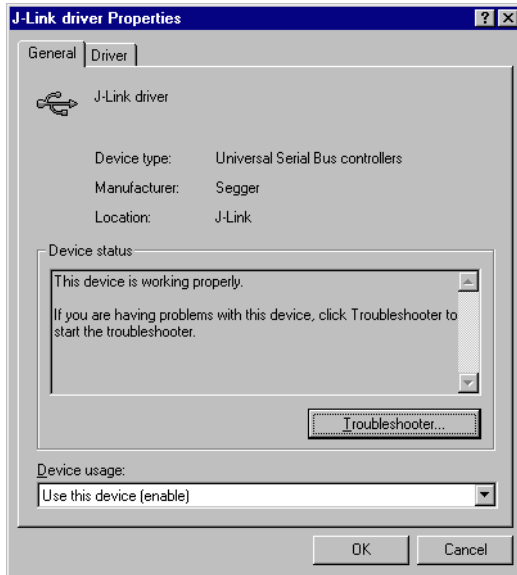 J-Link driver Properties
General
Driver
J-Link driver
Device type: Universal Serial Bus controllers
Manufacturer: Segger
Location: J-Link
Device status
This device is working properly.
If you are having problems with this device, click Troubleshooter to
start the troubleshooter.
Troubleshooter...
Device usage:
Use this device (enable)
OK
Cancel